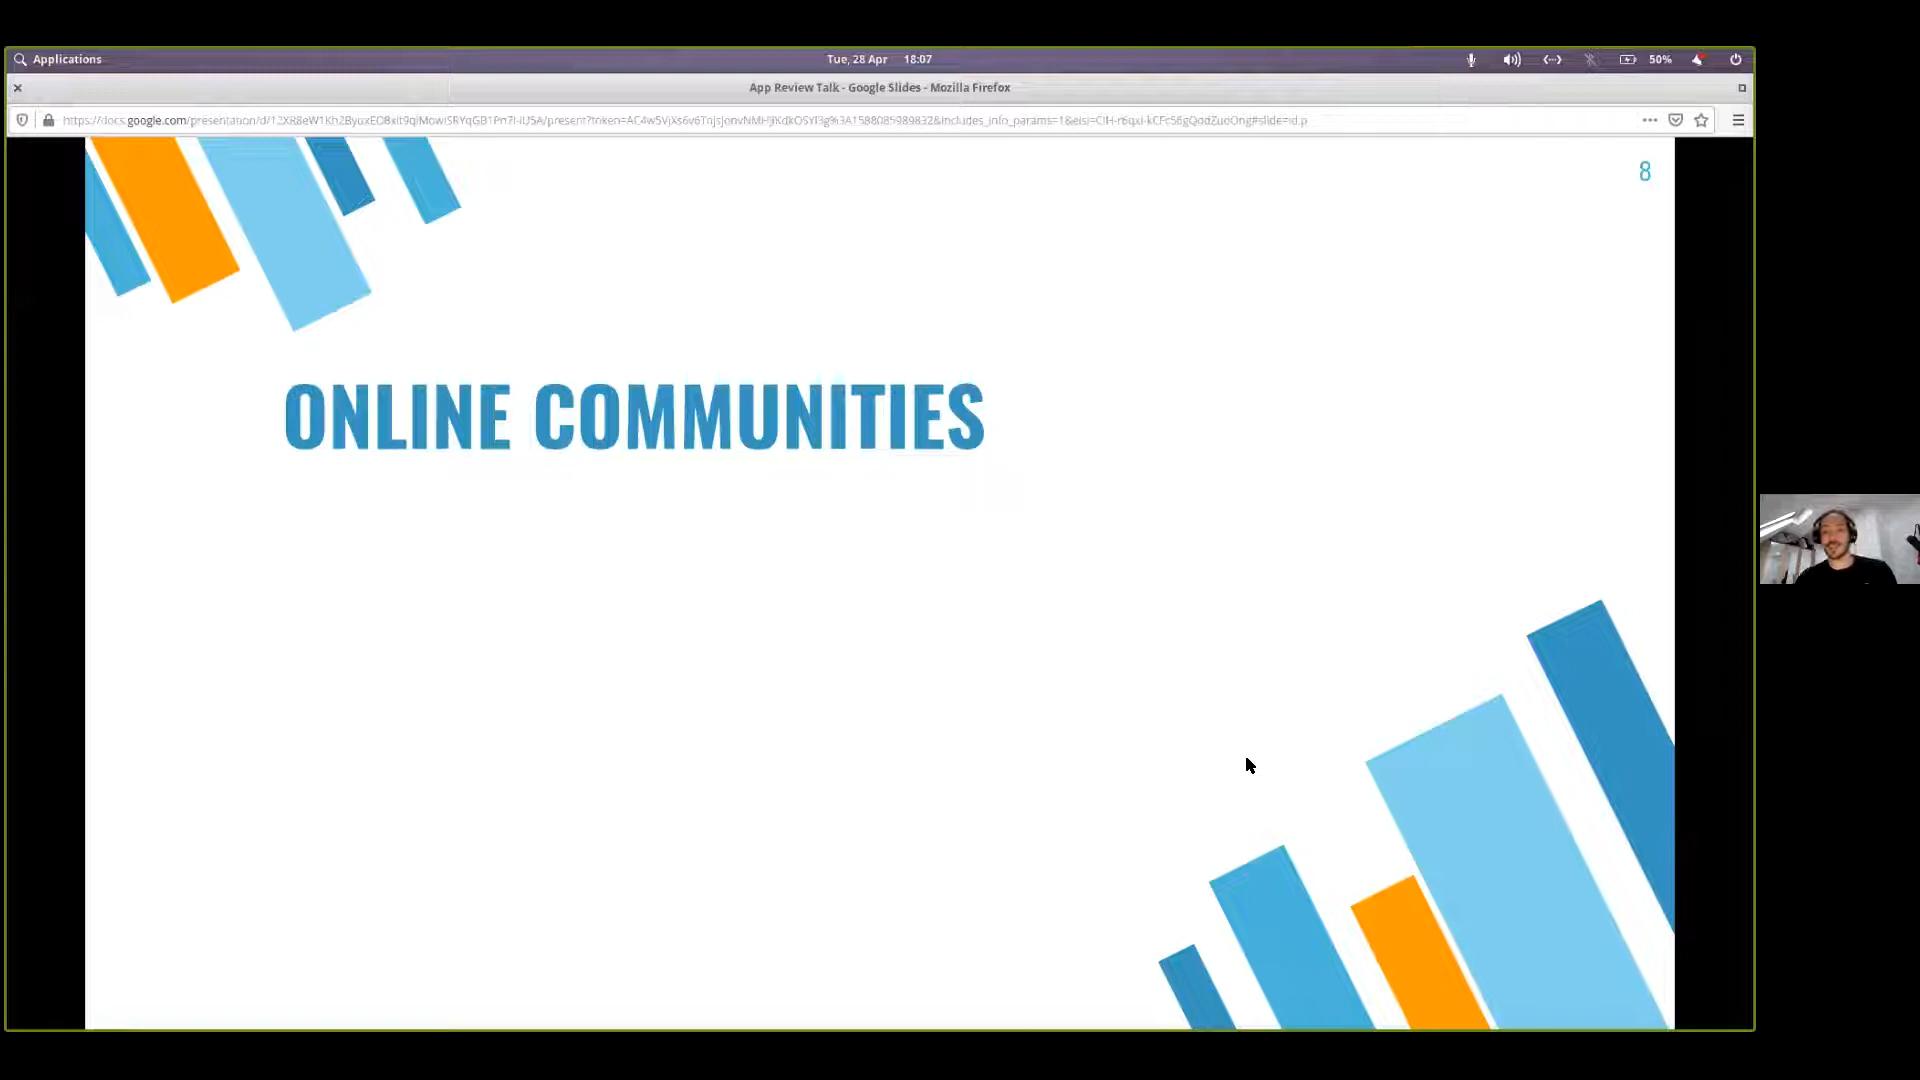 Applications
Tue, 28 Apr 18:07
50%
App Review Talk - Google Slides - Mozilla Firefox
8
ONLINE COMMUNITIES